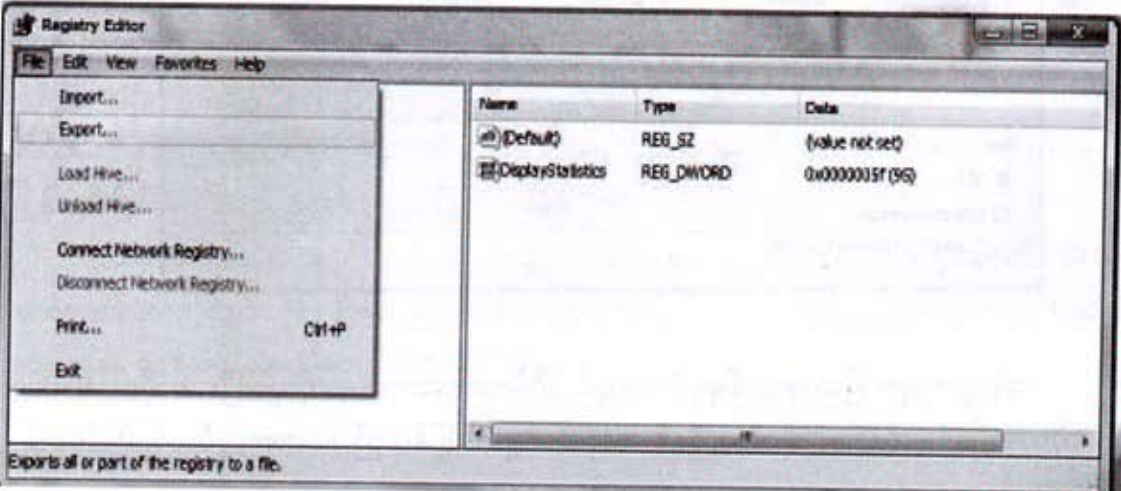 Registry Editor
File Edit View Favorites Help
Import...
Export...
Load Hive...
Unload Hive...
Connect Network Registry...
Disconnect Network Registry...
Print... Ctrl+P
Exit
Name Type Data
(Default) REG_SZ (value not set)
DisplayStatistics REG_DWORD 0x0000005f (95)
Exports all or part of the registry to a file.